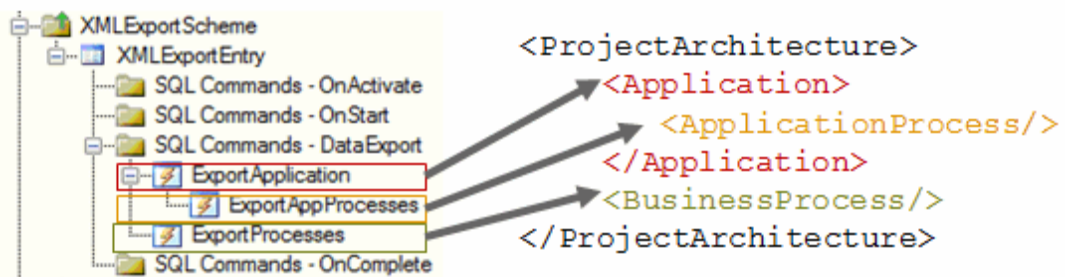 XMLExportScheme
XMLExportEntry
SQL Commands - OnActivate
SQL Commands - OnStart
SQL Commands - DataExport
ExportApplication
ExportAppProcesses
ExportProcesses
SQL Commands - OnComplete
<ProjectArchitecture>
<Application>
<ApplicationProcess/>
</Application>
<BusinessProcess/>
</ProjectArchitecture>